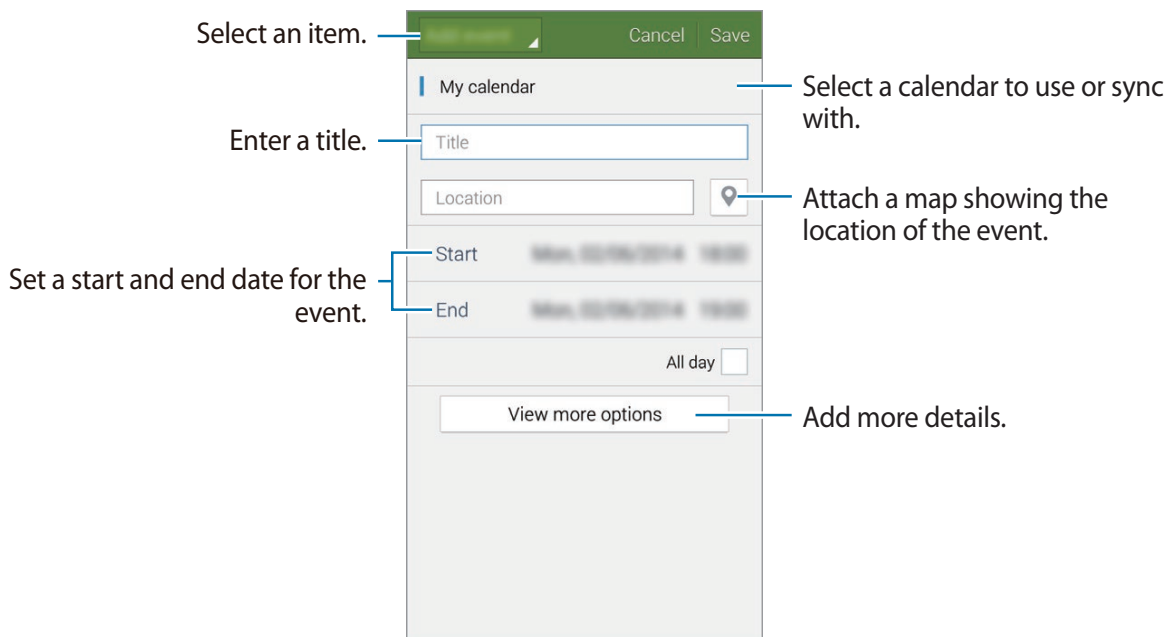 Select an item.
Cancel Save
My calendar
Select a calendar to use or sync
with.
Enter a title.
Title
Location
Attach a map showing the
location of the event.
Start
Set a start and end date for the
event.
End
All day
View more options
Add more details.